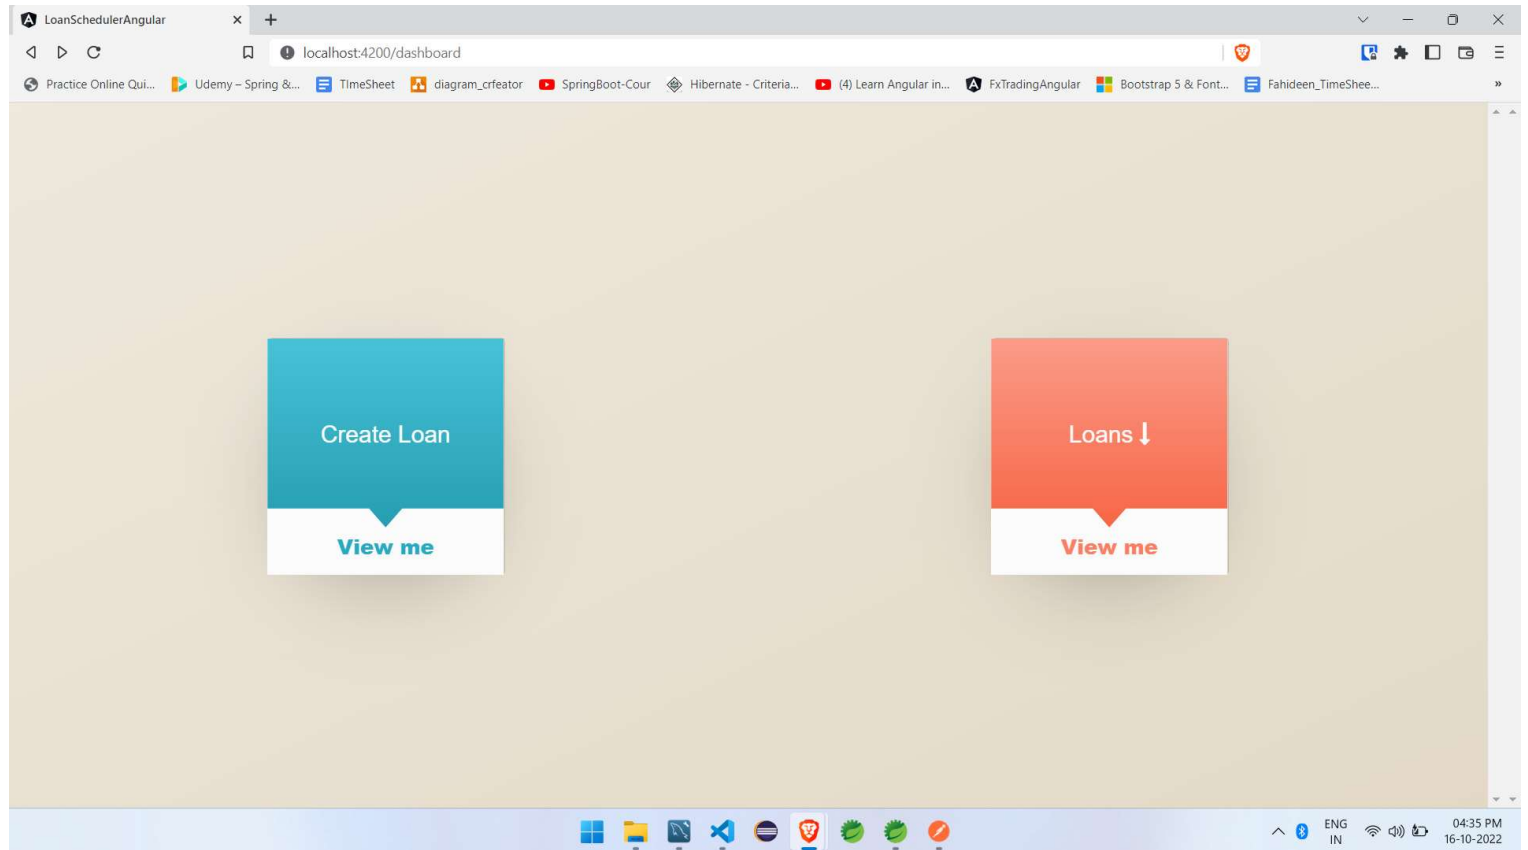 LoanSchedulerAngular
localhost:4200/dashboard
Practice Online Qui... Udemy – Spring &... TImeSheet diagram_crfeator SpringBoot-Cour Hibernate - Criteria... (4) Learn Angular in... FxTradingAngular Bootstrap 5 & Font... Fahideen_TimeShee... »
Create Loan
View me
Loans
View me
ENG
IN
04:35 PM
16-10-2022